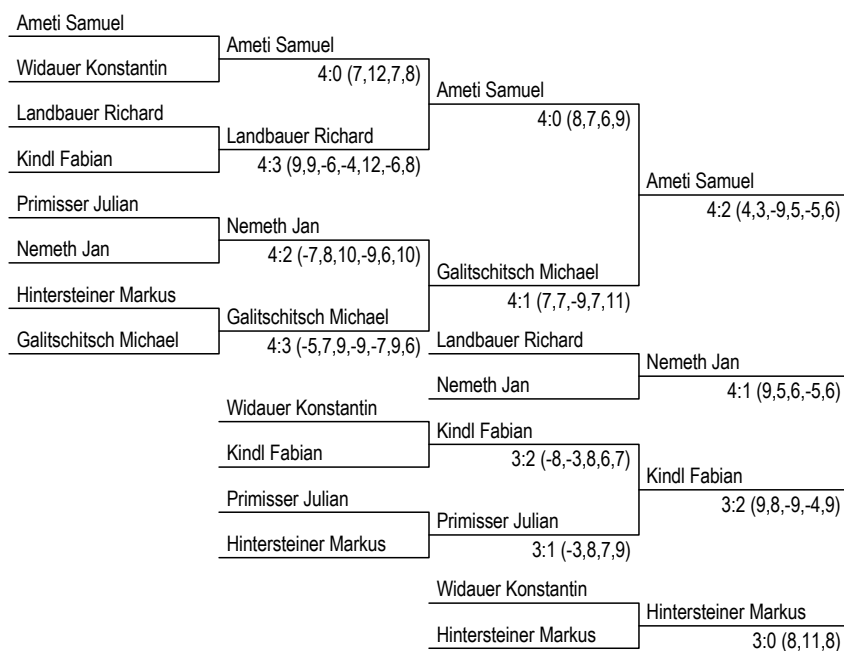 Ameti Samuel
Ameti Samuel
Widauer Konstantin
4:0 (7,12,7,8)
Ameti Samuel
Landbauer Richard
4:0 (8,7,6,9)
Landbauer Richard
Kindl Fabian
4:3 (9,9,-6,-4,12,-6,8)
Ameti Samuel
Primisser Julian
4:2 (4,3,-9,5,-5,6)
Nemeth Jan
Nemeth Jan
4:2 (-7,8,10,-9,6,10)
Galitschitsch Michael
Hintersteiner Markus
4:1 (7,7,-9,7,11)
Galitschitsch Michael
Galitschitsch Michael
4:3 (-5,7,9,-9,-7,9,6)
Landbauer Richard
Nemeth Jan
Nemeth Jan
4:1 (9,5,6,-5,6)
Widauer Konstantin
Kindl Fabian
Kindl Fabian
3:2 (-8,-3,8,6,7)
Kindl Fabian
Primisser Julian
3:2 (9,8,-9,-4,9)
Primisser Julian
Hintersteiner Markus
3:1 (-3,8,7,9)
Widauer Konstantin
Hintersteiner Markus
Hintersteiner Markus
3:0 (8,11,8)